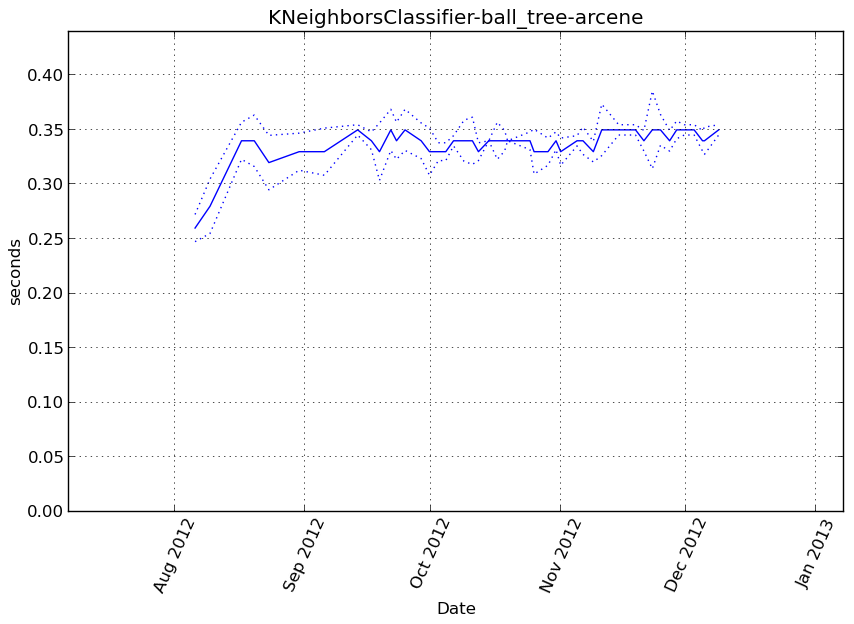 KNeighborsClassifier-ball_tree-arcene
0.40
0.35
0.30
0.25
0.20
0.15
0.10
0.05
0.00
seconds
Aug 2012
Sep 2012
Oct 2012
Nov 2012
Dec 2012
Jan 2013
Date